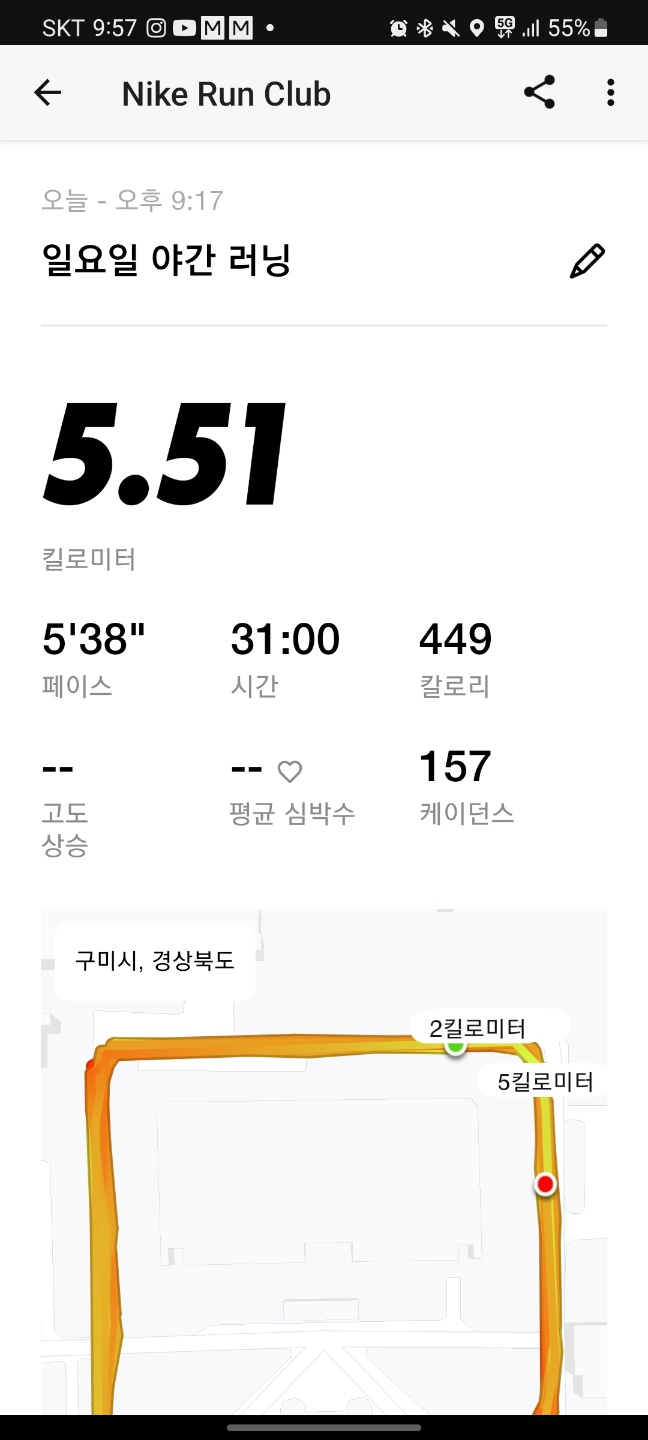 SKT 9:57 M M 5G 55%
Nike Run Club
오늘 - 오후 9:17
일요일 야간 러닝
5.51
킬로미터
5'38" 31:00 449
페이스 시간 칼로리
-- -- 157
고도 평균 심박수 케이던스
상승
구미시, 경상북도
2킬로미터
5킬로미터